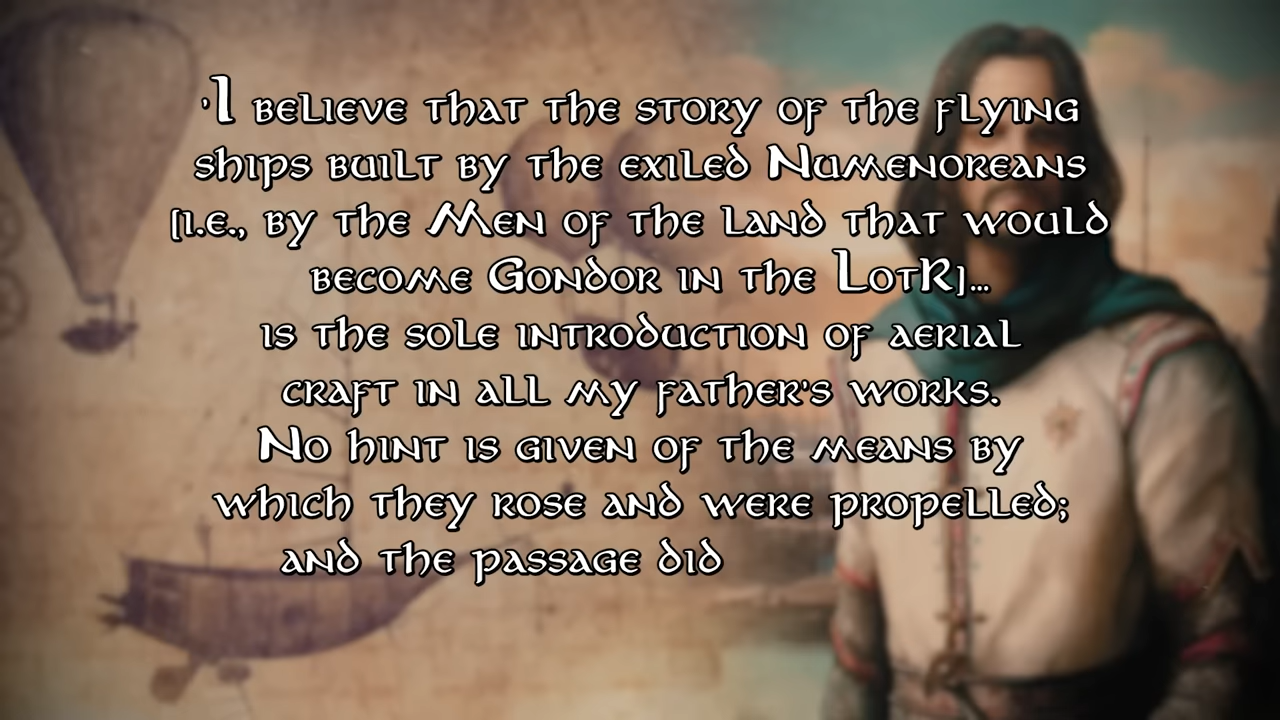 'I believe that the story of the flying
ships built by the exiled Numenoreans
[i.e., by the Men of the land that would
become Gondor in the LotR]...
is the sole introduction of aerial
craft in all my father's works.
No hint is given of the means by
which they rose and were propelled;
and the passage did